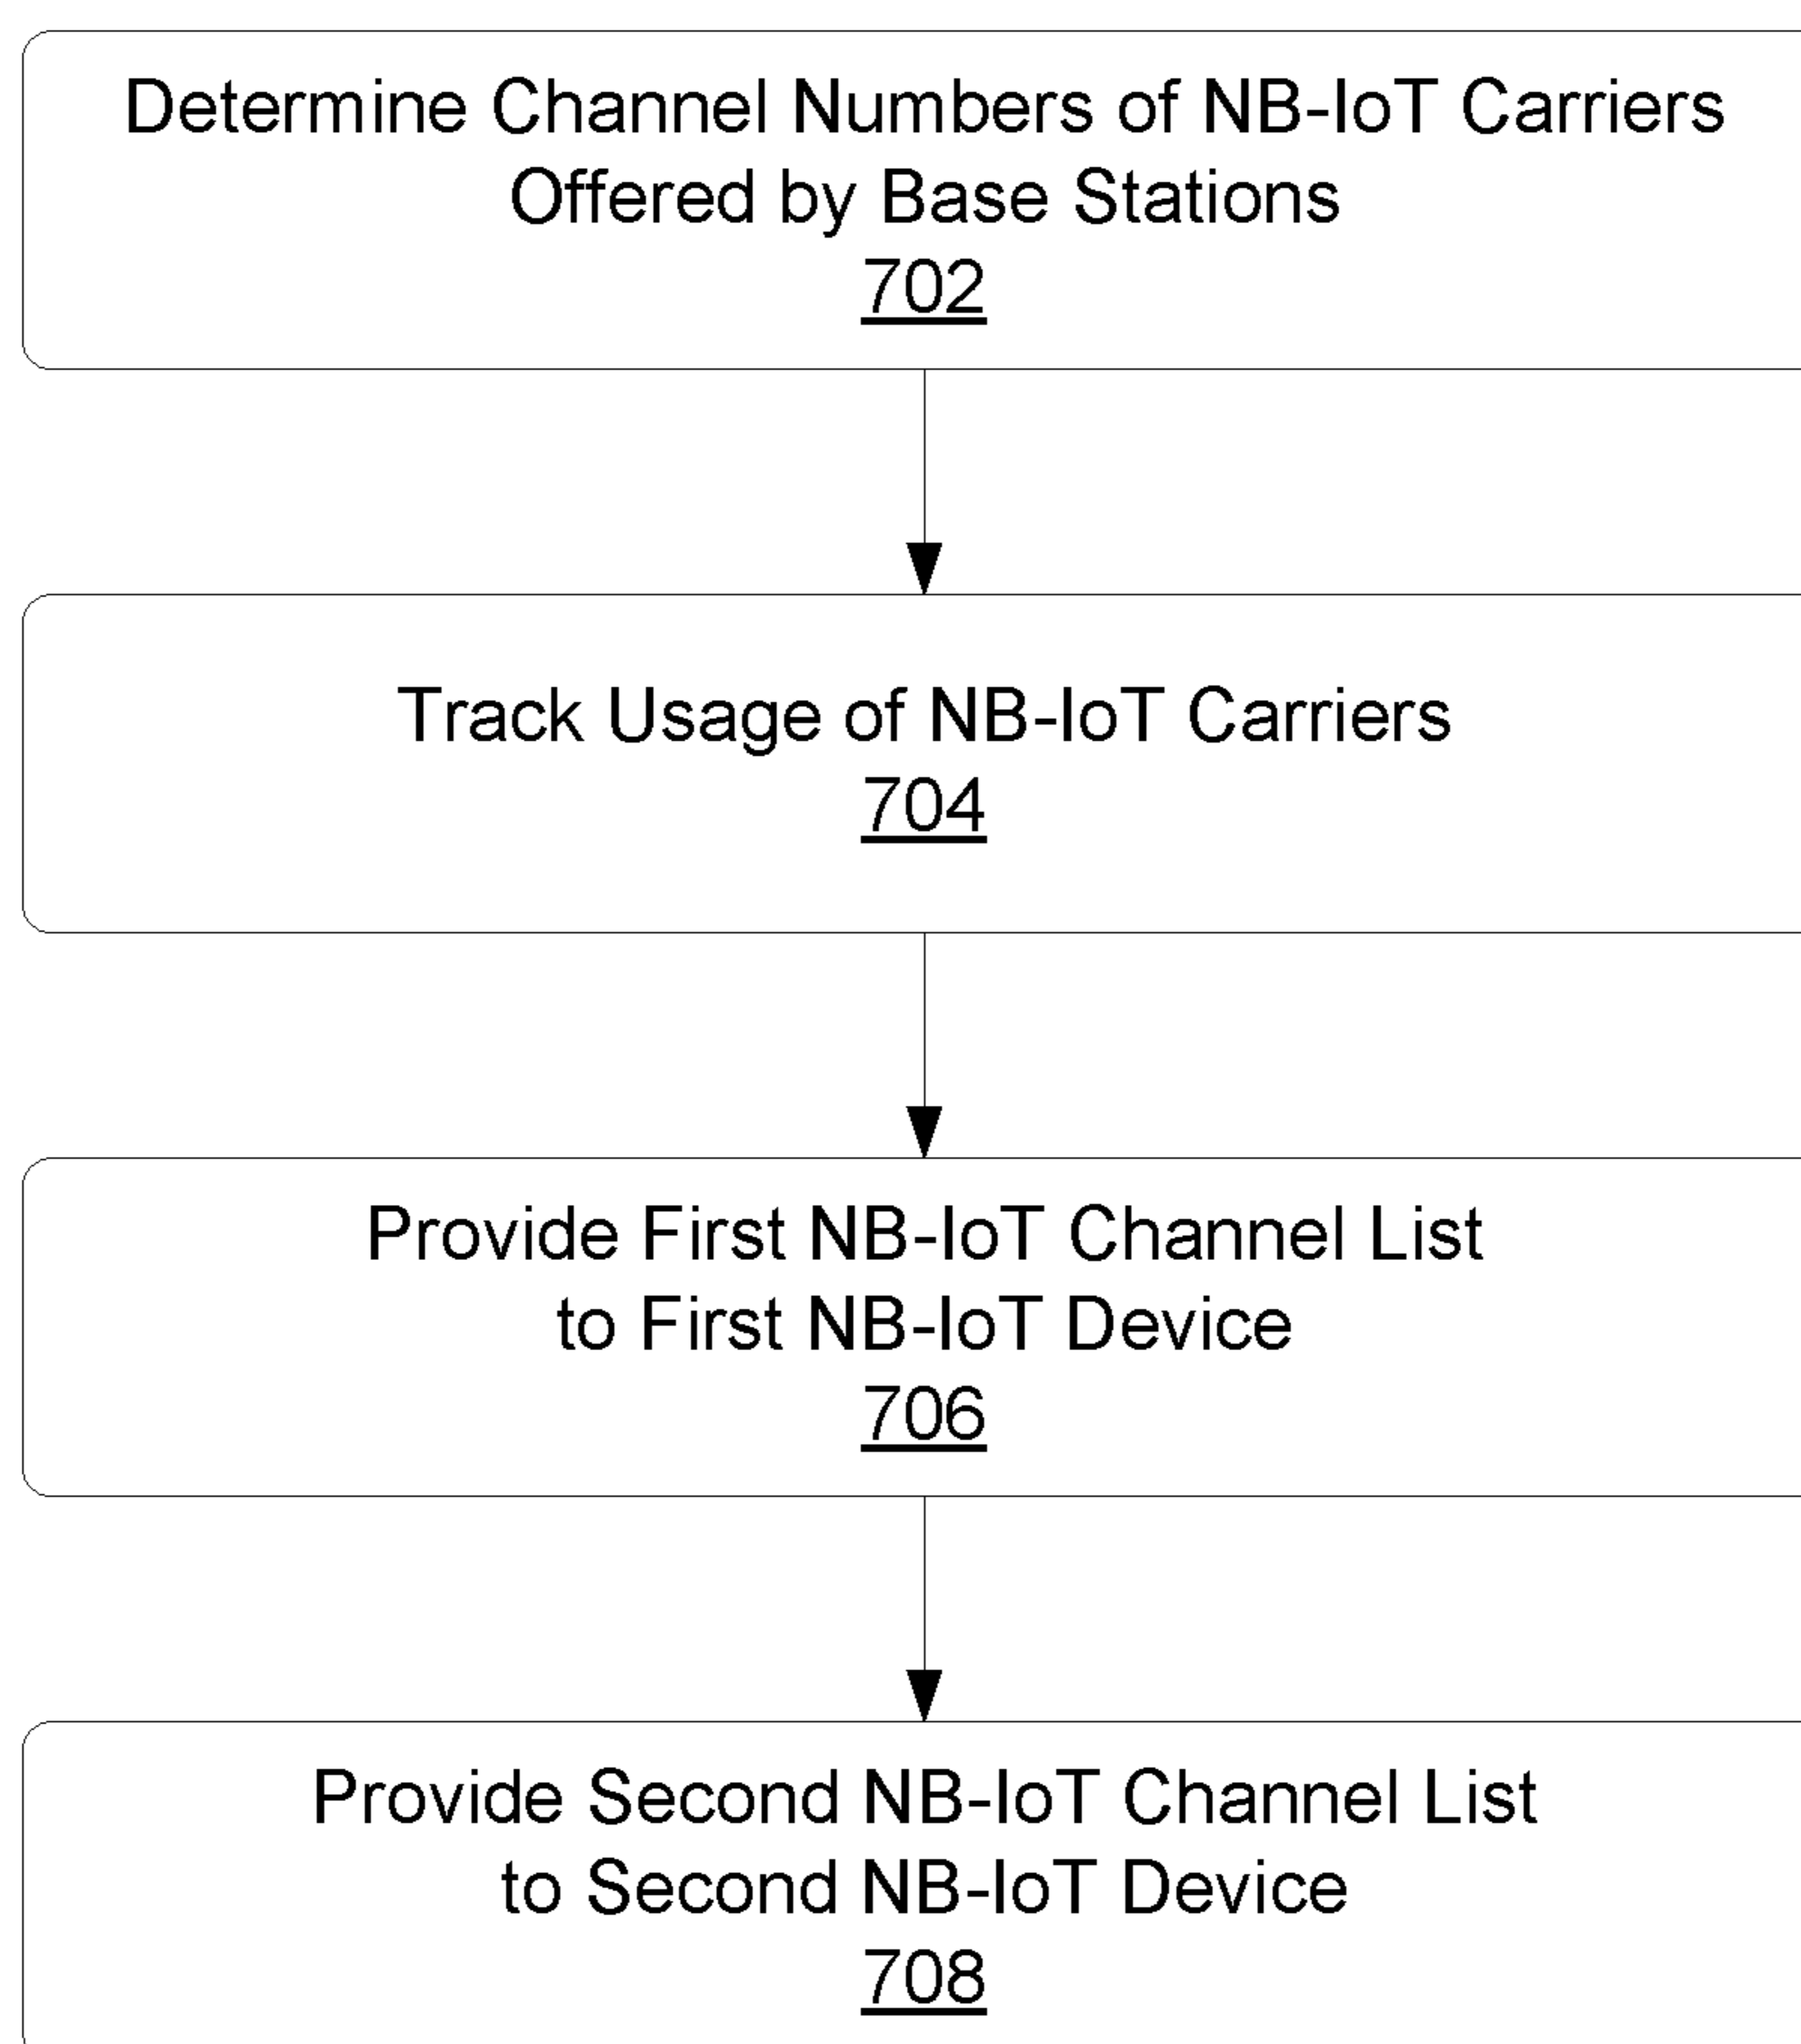 Determine Channel Numbers of NB-IoT Carriers
Offered by Base Stations
702
Track Usage of NB-IoT Carriers
704
Provide First NB-IoT Channel List
to First NB-IoT Device
706
Provide Second NB-IoT Channel List
to Second NB-IoT Device
708